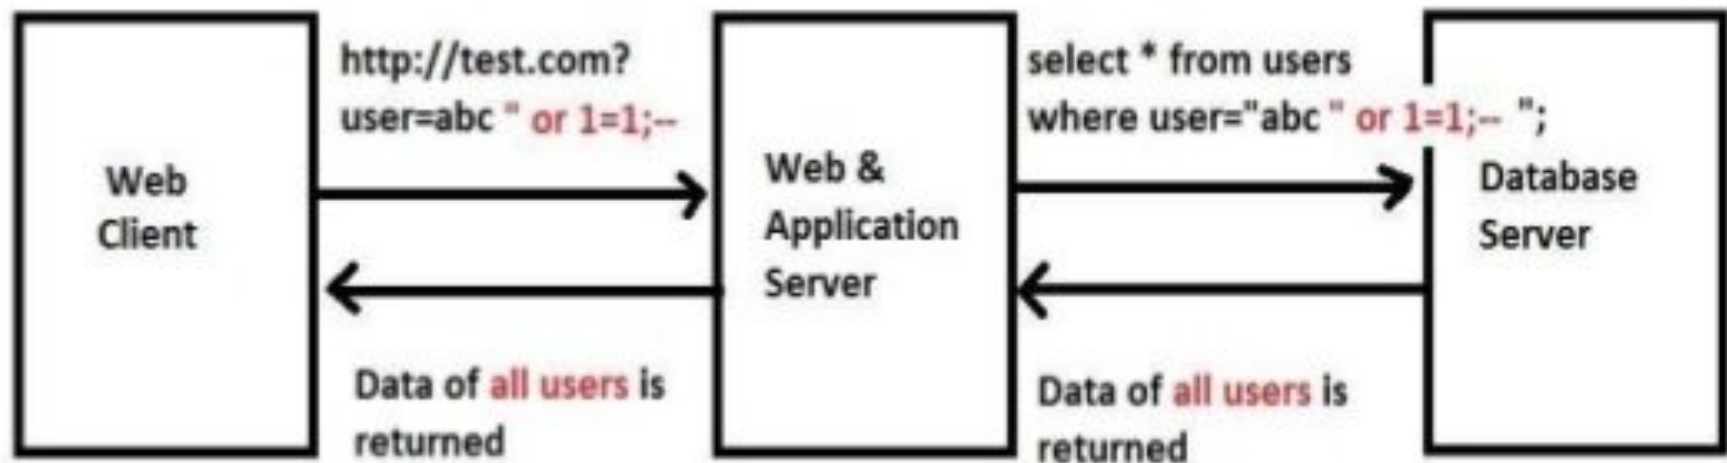 Web
Client
http://test.com?
user=abc " or 1=1;--
Data of all users is
returned
Web &
Application
Server
select * from users
where user="abc " or 1=1;-- ";
Data of all users is
returned
Database
Server